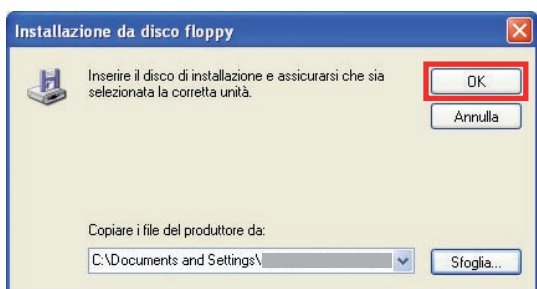 Installazione da disco floppy
Inserire il disco di installazione e assicurarsi che sia
selezionata la corretta unità.
OK
Annulla
Copiare i file del produttore da:
C:\Documents and Settings\
Sfoglia...